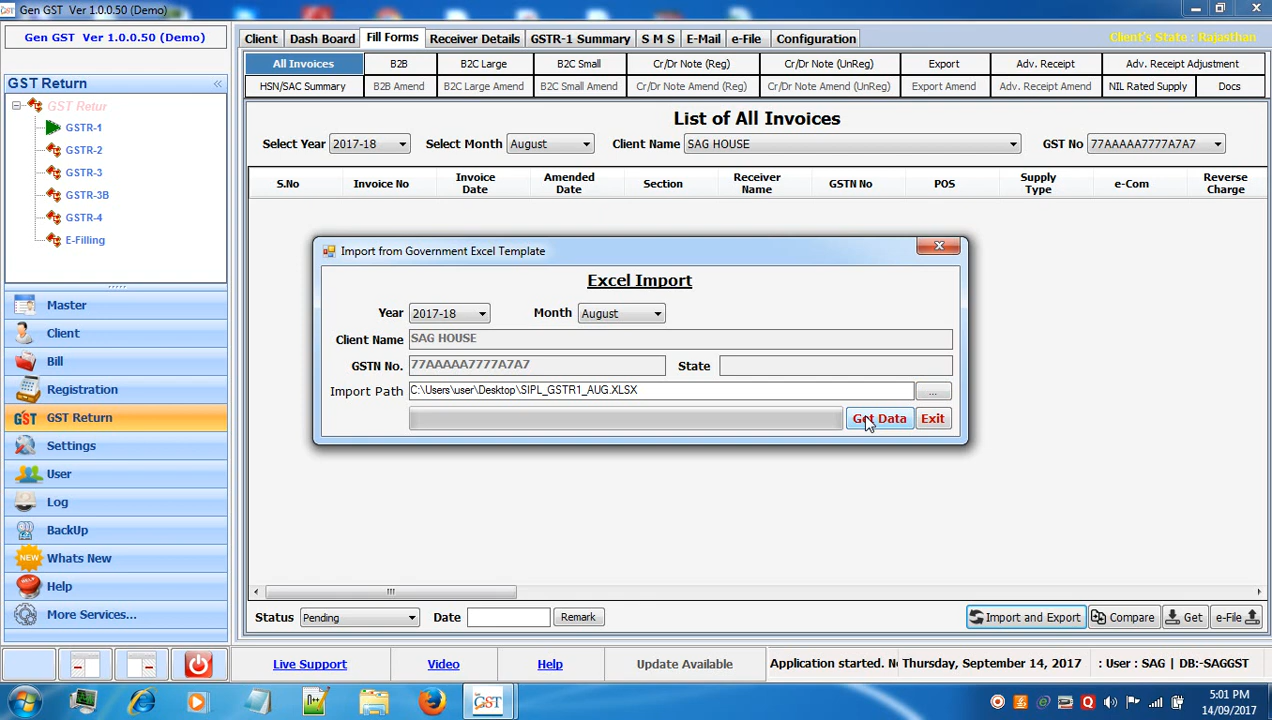 Gen GST  Ver 1.0.0.50 (Demo)
Gen GST  Ver 1.0.0.50 (Demo)
Client
Dash Board
Fill Forms
Receiver Details
GSTR-1 Summary
S M S
E-Mail
e-File
Configuration
Client's State : Rajasthan
All Invoices
B2B
B2C Large
B2C Small
Cr/Dr Note (Reg)
Cr/Dr Note (UnReg)
Export
Adv. Receipt
Adv. Receipt Adjustment
HSN/SAC Summary
B2B Amend
B2C Large Amend
B2C Small Amend
Cr/Dr Note Amend (Reg)
Cr/Dr Note Amend (UnReg)
Export Amend
Adv. Receipt Amend
NIL Rated Supply
Docs
GST Return
GST Retur
GSTR-1
GSTR-2
GSTR-3
GSTR-3B
GSTR-4
E-Filling
Master
Client
Bill
Registration
GST GST Return
Settings
User
Log
BackUp
NEW Whats New
Help Help
More Services...
List of All Invoices
Select Year 2017-18
Select Month August
Client Name SAG HOUSE
GST No 77AAAAA7777A7A7
S.No
Invoice No
Invoice
Date
Amended
Date
Section
Receiver
Name
GSTN No
POS
Supply
Type
e-Com
Reverse
Charge
Import from Government Excel Template
Excel Import
Year 2017-18
Month August
Client Name SAG HOUSE
GSTN No. 77AAAAA7777A7A7
State
Import Path C:\Users\user\Desktop\SIPL_GSTR1_AUG.XLSX ...
Get Data
Exit
Status Pending
Date
Remark
Import and Export
Compare
Get
e-File
Live Support
Video
Help
Update Available
Application started. Ne
Thursday, September 14, 2017
: User : SAG | DB:-SAGGST
GST
5:01 PM
14/09/2017